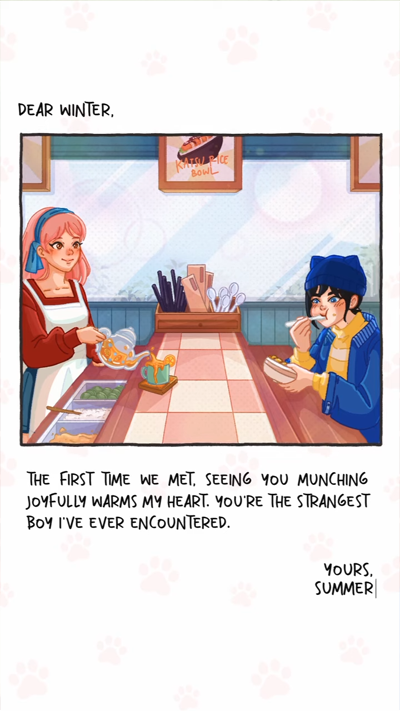 DEAR WINTER,
KATSU RICE
BOWL
THE FIRST TIME WE MET, SEEING YOU MUNCHING
JOYFULLY WARMS MY HEART. YOU'RE THE STRANGEST
BOY I'VE EVER ENCOUNTERED.
YOURS,
SUMMER